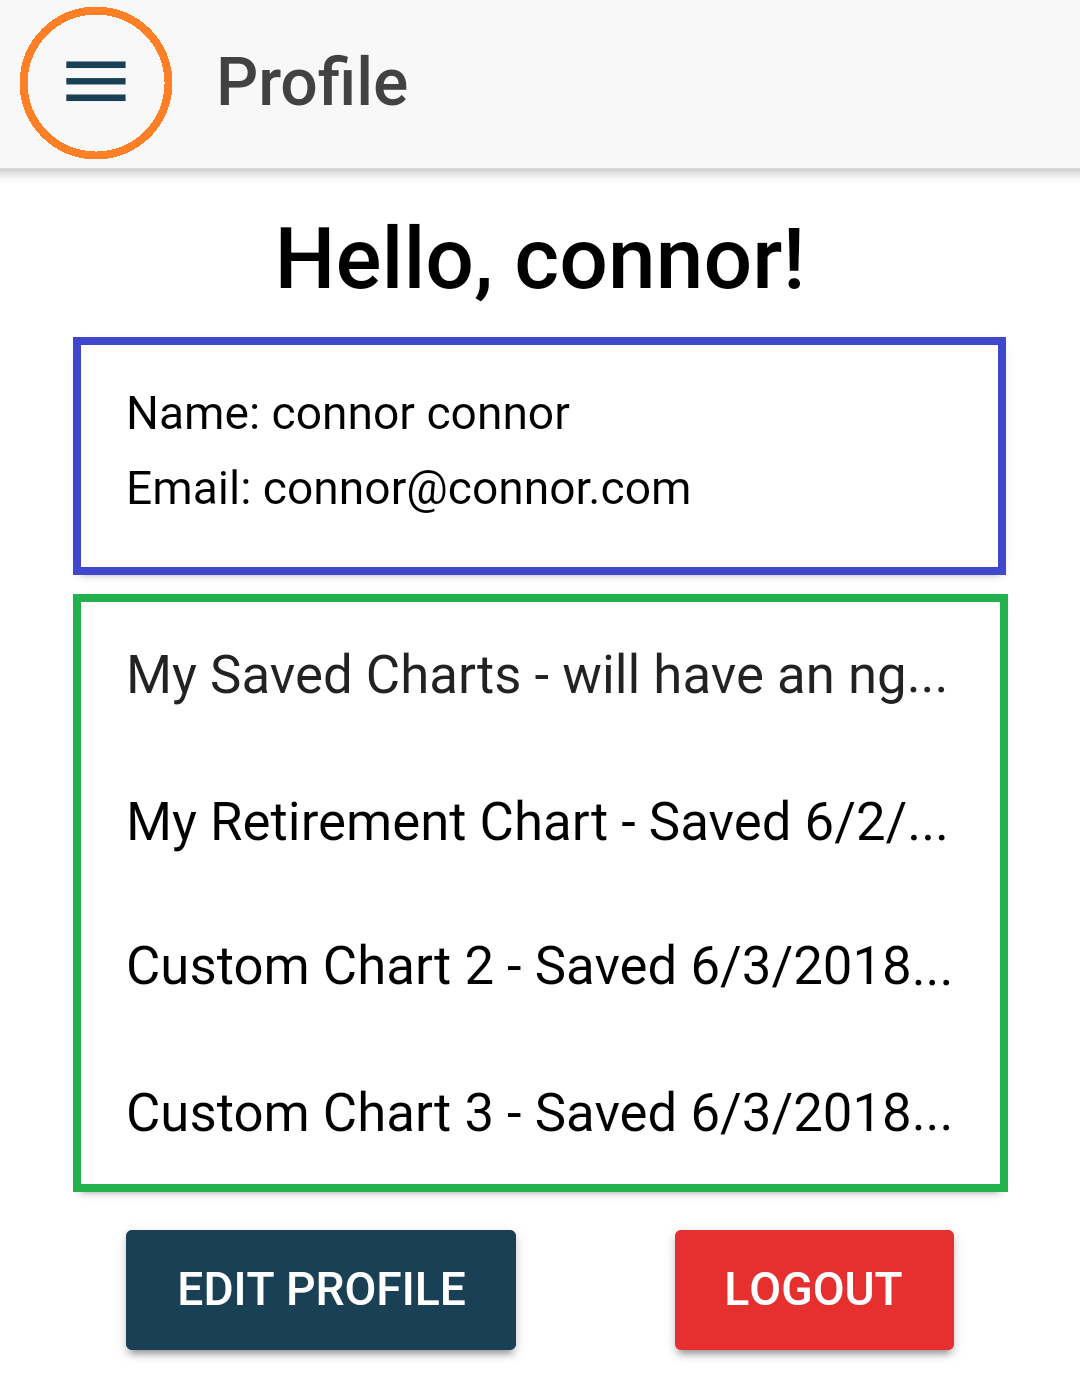 Profile
Hello, connor!
Name: connor connor
Email: connor@connor.com
My Saved Charts - will have an ng...
My Retirement Chart - Saved 6/2/...
Custom Chart 2 - Saved 6/3/2018...
Custom Chart 3 - Saved 6/3/2018...
EDIT PROFILE
LOGOUT